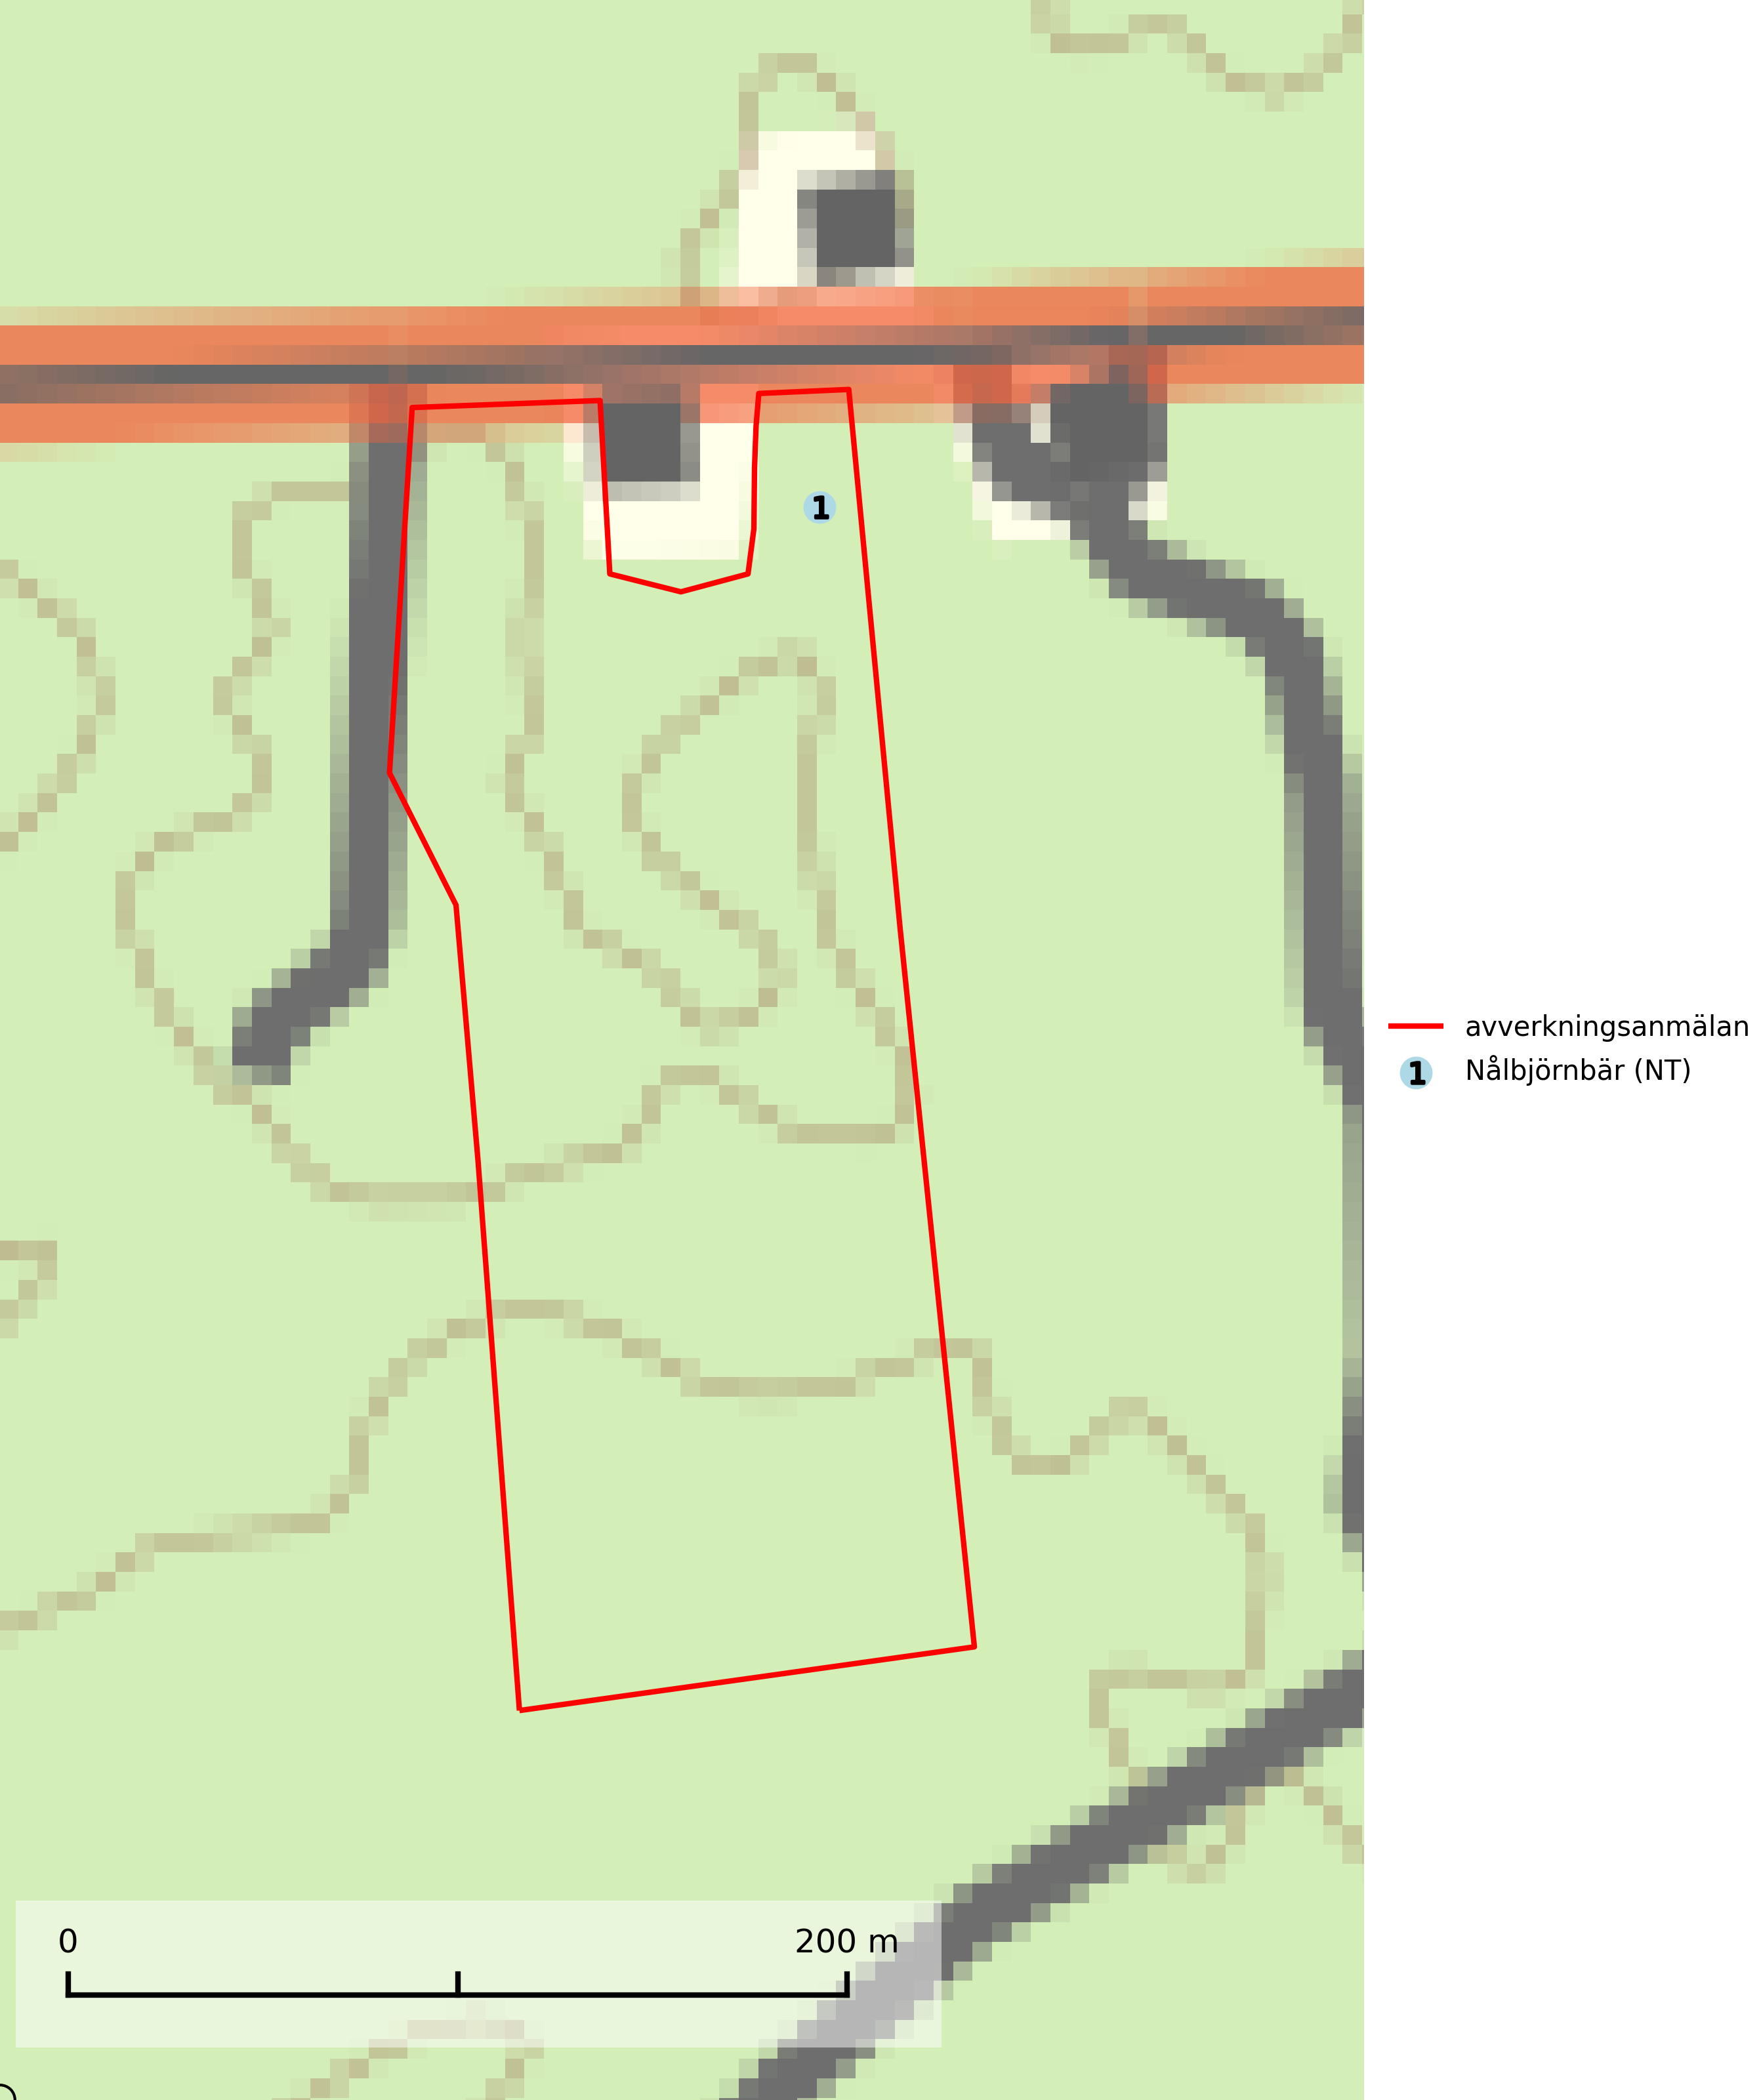 1
avverkningsanmälan
1 Nålbjörnbär (NT)
0 200 m